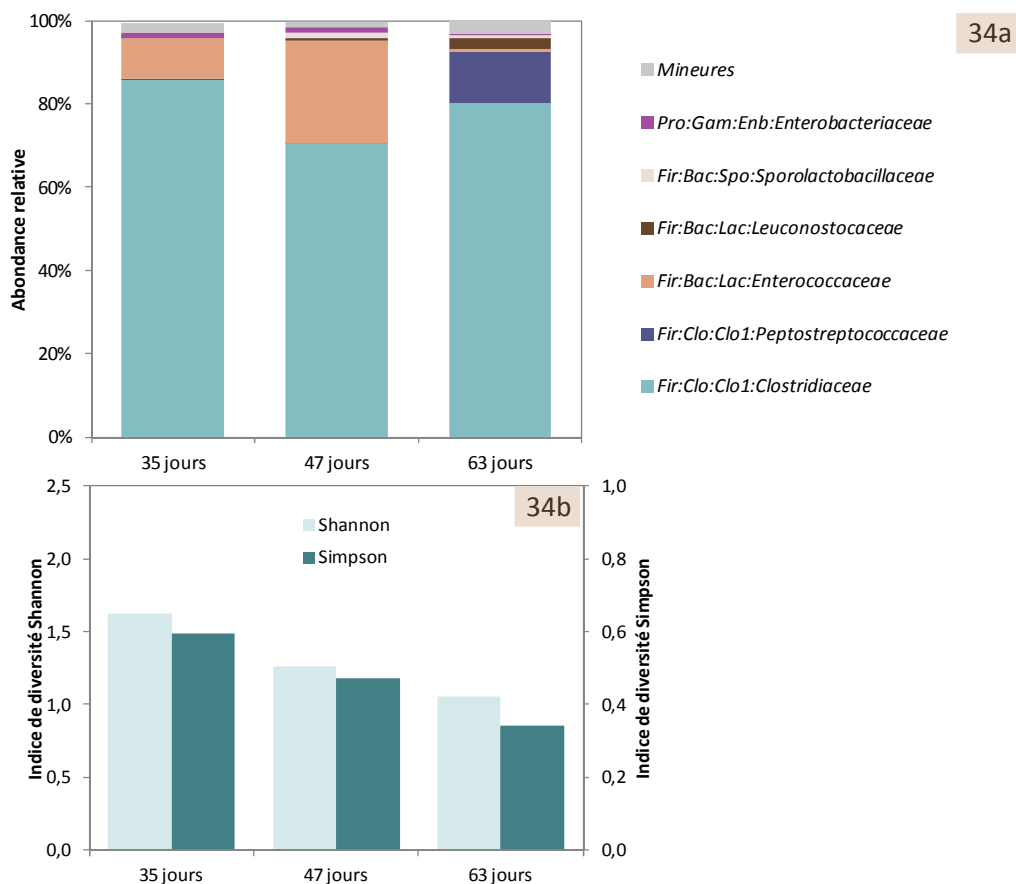 34a
100%
80%
60%
40%
20%
0%
Abondance relative
35 jours
47 jours
63 jours
Mineures
Pro:Gam:Enb:Enterobacteriaceae
Fir:Bac:Spo:Sporolactobacillaceae
Fir:Bac:Lac:Leuconostocaceae
Fir:Bac:Lac:Enterococcaceae
Fir:Clo:Clo1:Peptostreptococcaceae
Fir:Clo:Clo1:Clostridiaceae
34b
Shannon
Simpson
2,5
2,0
1,5
1,0
0,5
0,0
Indice de diversité Shannon
1,0
0,8
0,6
0,4
0,2
0,0
Indice de diversité Simpson
35 jours
47 jours
63 jours